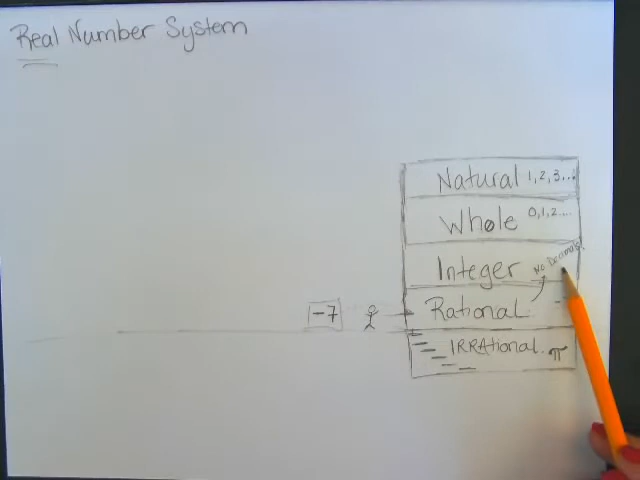 Real Number System
Natural 1, 2, 3...
Whole 0, 1, 2....
Integer No Decimals!
-7
Rational
IRRAtional π